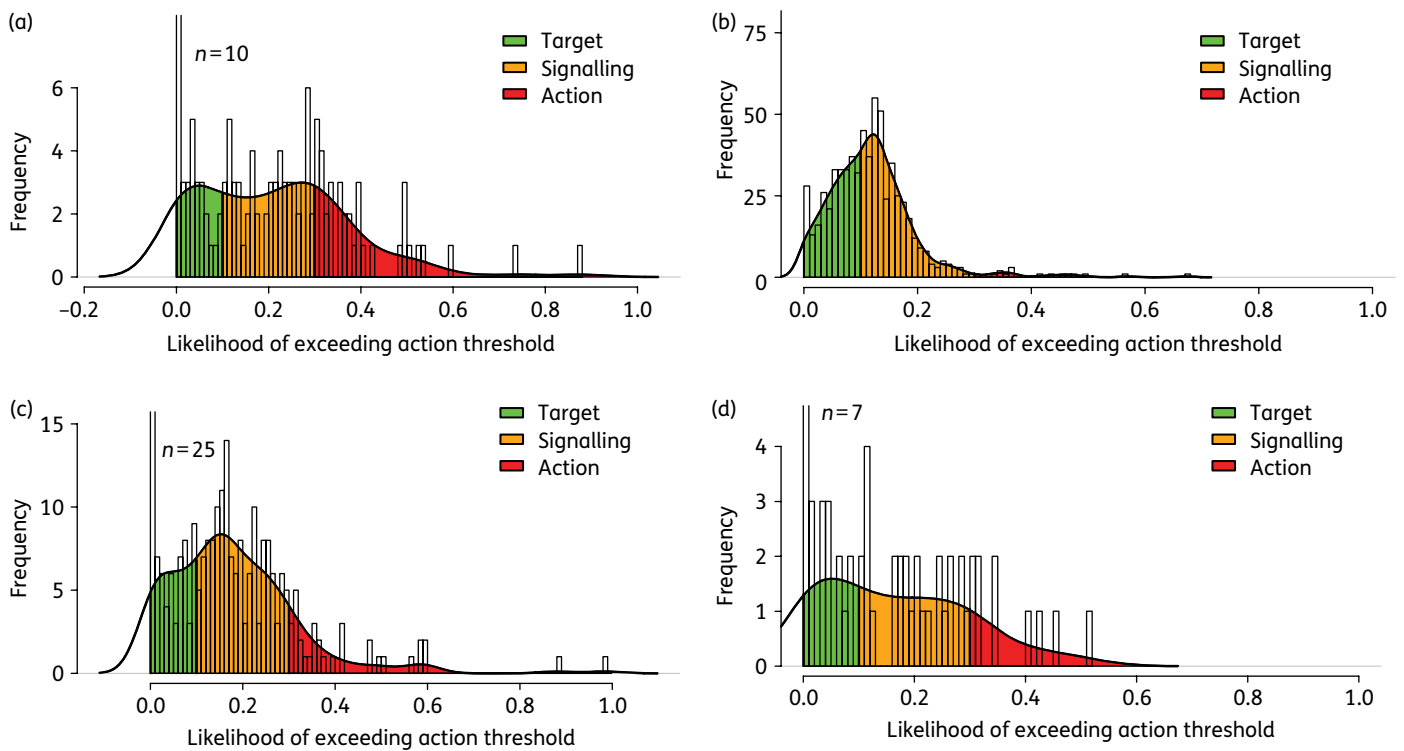 (a)
n=10
Target
Signalling
Action
Frequency
6
4
2
0
−0.2 0.0 0.2 0.4 0.6 0.8 1.0
Likelihood of exceeding action threshold
(b)
Target
Signalling
Action
Frequency
75
50
25
0
0.0 0.2 0.4 0.6 0.8 1.0
Likelihood of exceeding action threshold
(c)
n=25
Target
Signalling
Action
Frequency
15
10
5
0
0.0 0.2 0.4 0.6 0.8 1.0
Likelihood of exceeding action threshold
(d)
n=7
Target
Signalling
Action
Frequency
4
3
2
1
0
0.0 0.2 0.4 0.6 0.8 1.0
Likelihood of exceeding action threshold